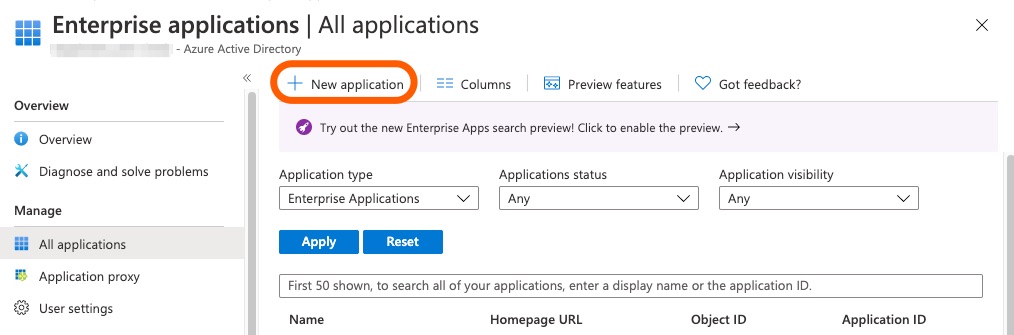 Enterprise applications | All applications
- Azure Active Directory
New application
Columns
Preview features
Got feedback?
Overview
Overview
Diagnose and solve problems
Manage
All applications
Application proxy
User settings
Try out the new Enterprise Apps search preview! Click to enable the preview. →
Application type
Applications status
Application visibility
Enterprise Applications
Any
Any
Apply
Reset
First 50 shown, to search all of your applications, enter a display name or the application ID.
Name
Homepage URL
Object ID
Application ID